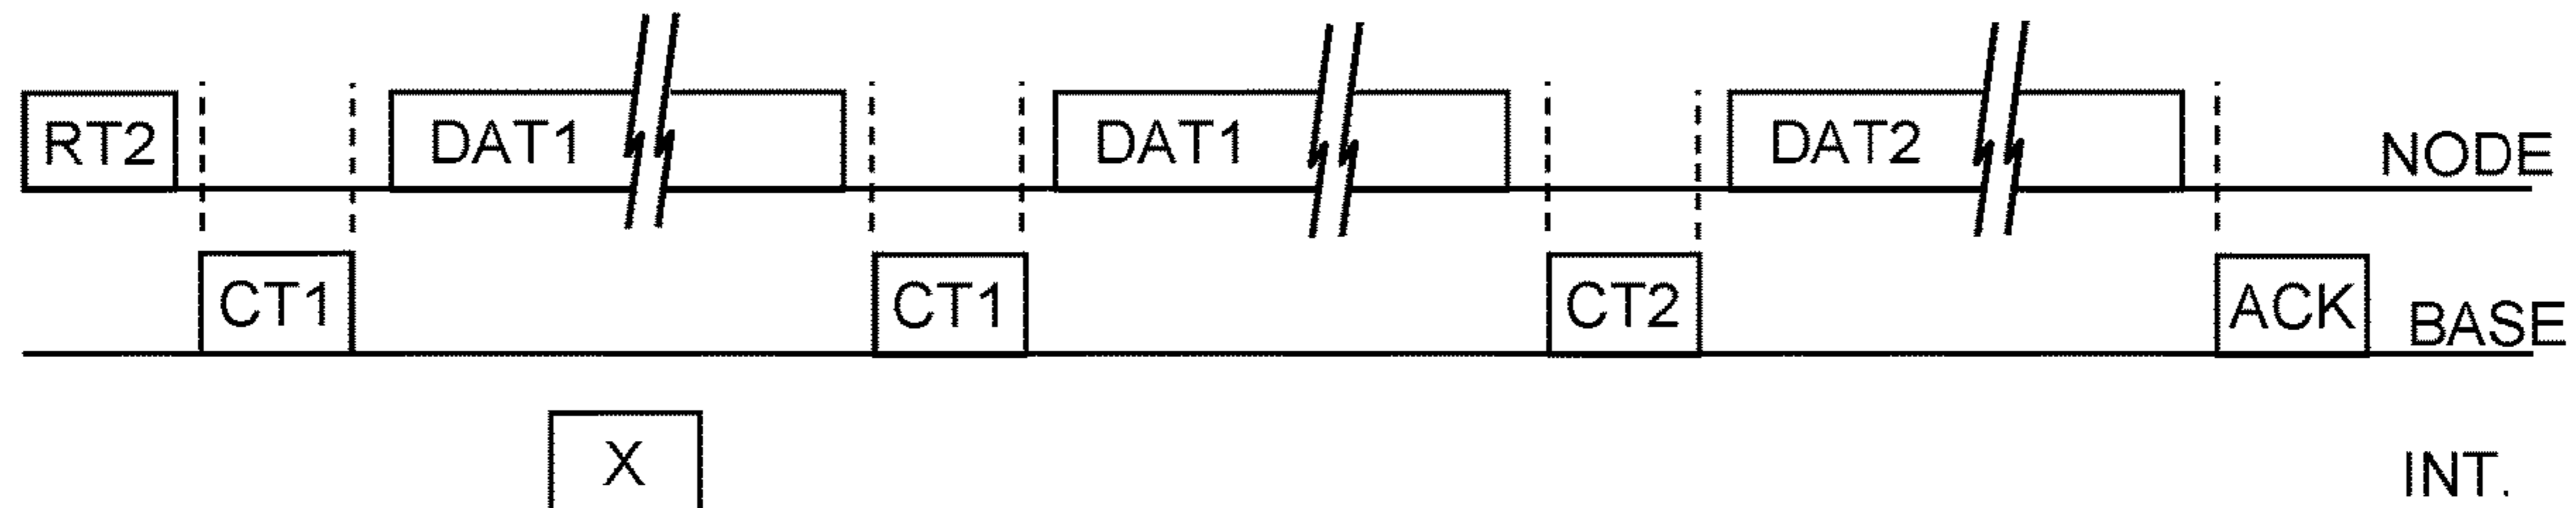 RT2 DAT1 DAT1 DAT2 NODE
CT1 CT1 CT2 ACK BASE
X INT.